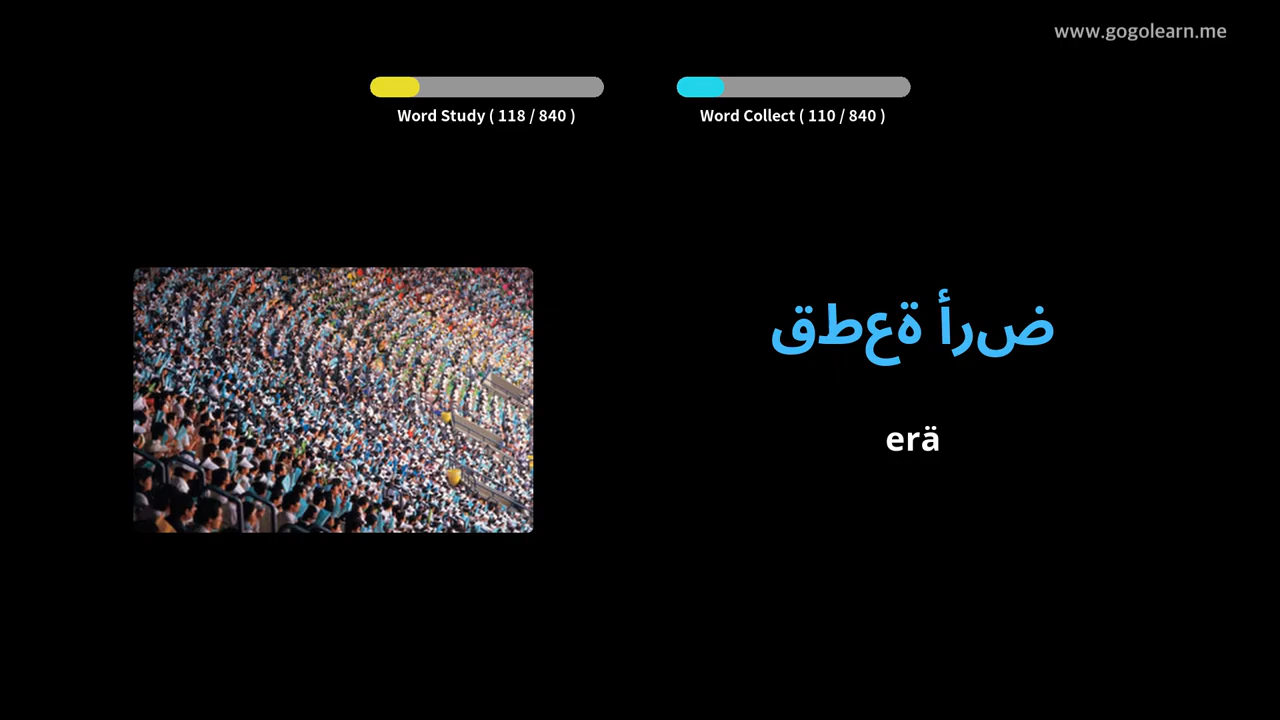 www.gogolearn.me
Word Study ( 118 / 840 )
Word Collect ( 110 / 840 )
قطعة أرض
erä